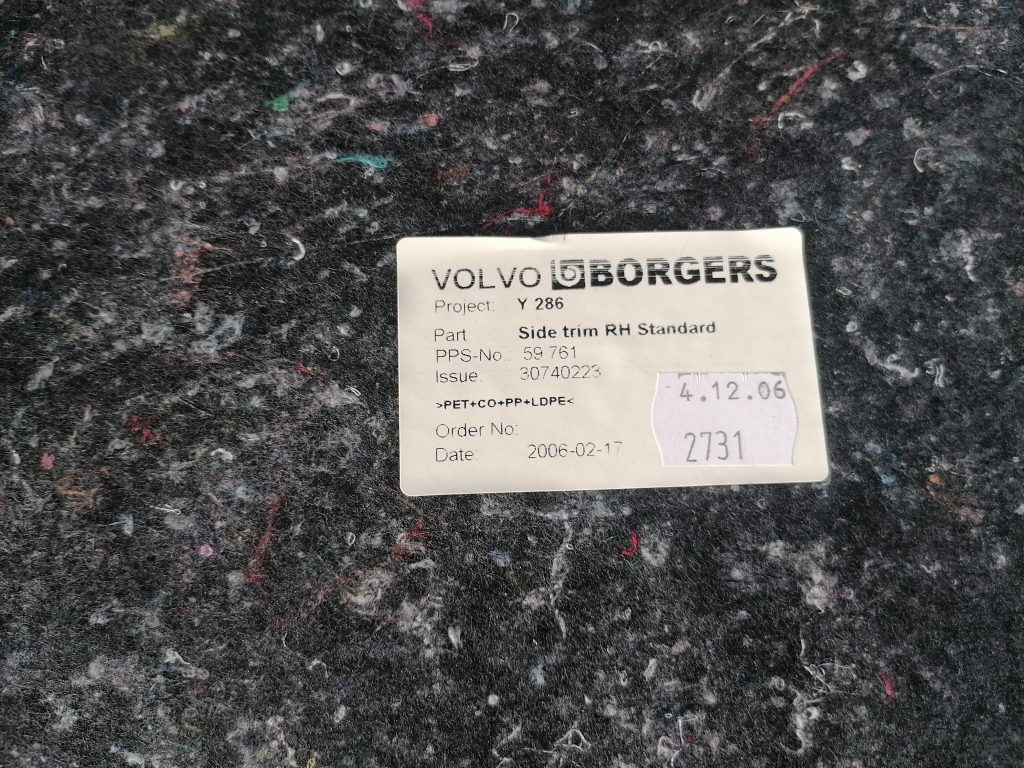 VOLVO BORGERS
Project: Y 286
Part Side trim RH Standard
PPS-No.: 59 761
Issue: 30740223
>PET+CO+PP+LDPE<
Order No:
Date: 2006-02-17
4.12.06
2731